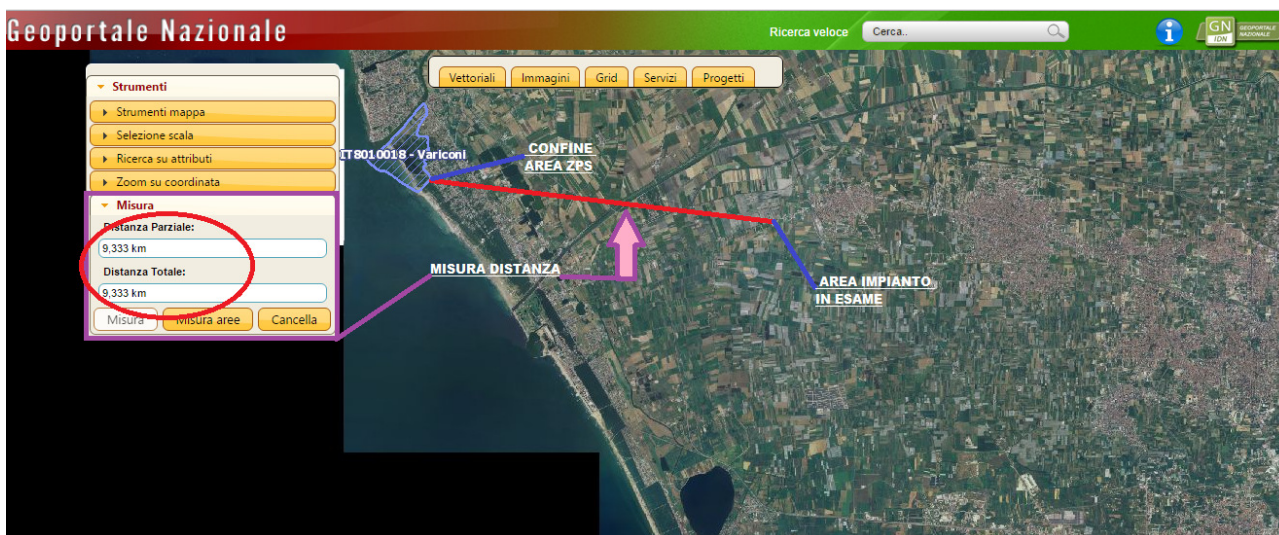 Geoportale Nazionale
Ricerca veloce
Cerca..
i
GN
IDN
GEOPORTALE
NAZIONALE
Vettoriali
Immagini
Grid
Servizi
Progetti
Strumenti
Strumenti mappa
Selezione scala
Ricerca su attributi
Zoom su coordinata
Misura
Distanza Parziale:
9,333 km
Distanza Totale:
9,333 km
Misura
Misura aree
Cancella
IT8010018 - Variconi
CONFINE
AREA ZPS
MISURA DISTANZA
AREA IMPIANTO
IN ESAME